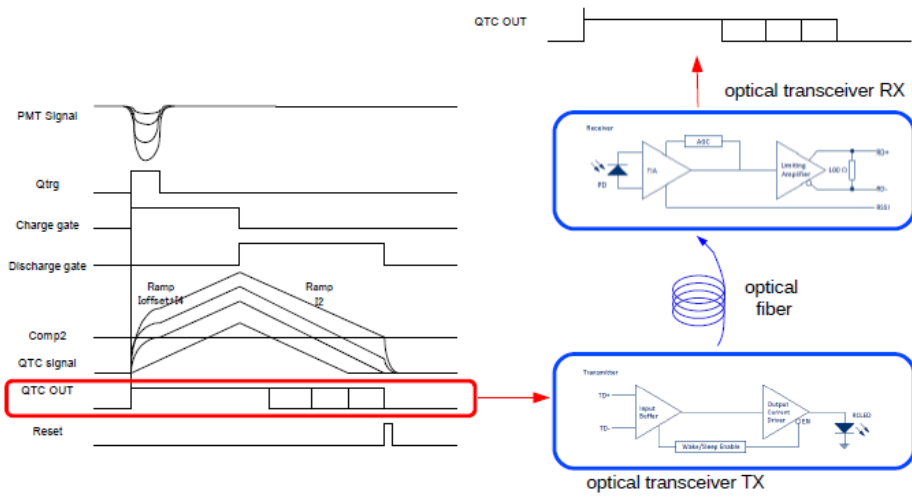 QTC OUT
optical transceiver RX
PMT Signal
Receiver
AGC
TIA
Limiting
Amplifier
100 Ω
RD+
RD-
PD
RSSI
Qtrg
Charge gate
Discharge gate
Ramp
Ioffset+I4
Ramp
I2
optical
fiber
Comp2
QTC signal
QTC OUT
Reset
Transmitter
TD+
TD-
Input
Buffer
Output
Current
Driver
EN
RCLED
Wake/Sleep Enable
optical transceiver TX